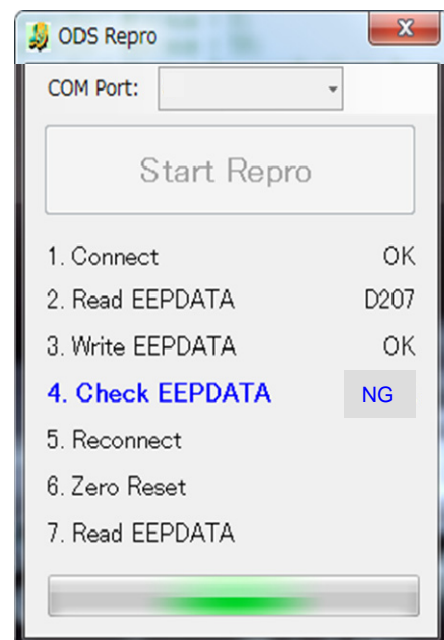 ODS Repro
COM Port:
Start Repro
1. Connect OK
2. Read EEPDATA D207
3. Write EEPDATA OK
4. Check EEPDATA NG
5. Reconnect
6. Zero Reset
7. Read EEPDATA